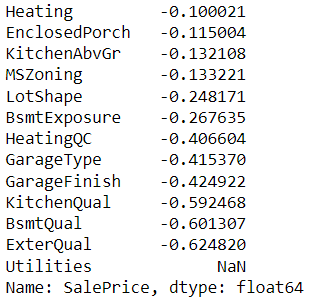 Heating -0.100021
EnclosedPorch -0.115004
KitchenAbvGr -0.132108
MSZoning -0.133221
LotShape -0.248171
BsmtExposure -0.267635
HeatingQC -0.406604
GarageType -0.415370
GarageFinish -0.424922
KitchenQual -0.592468
BsmtQual -0.601307
ExterQual -0.624820
Utilities NaN
Name: SalePrice, dtype: float64